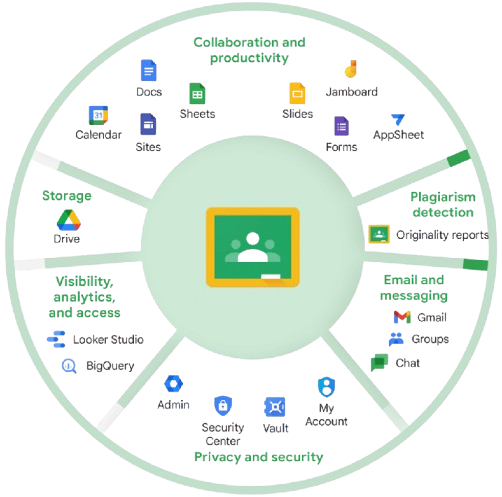 Collaboration and
productivity
Docs
Jamboard
Sheets
Slides
31
Calendar
Sites
Forms
AppSheet
Storage
Drive
Plagiarism
detection
Originality reports
Visibility,
analytics,
and access
Looker Studio
BigQuery
Email and
messaging
Gmail
Groups
Chat
Admin
Security
Center
Vault
My
Account
Privacy and security